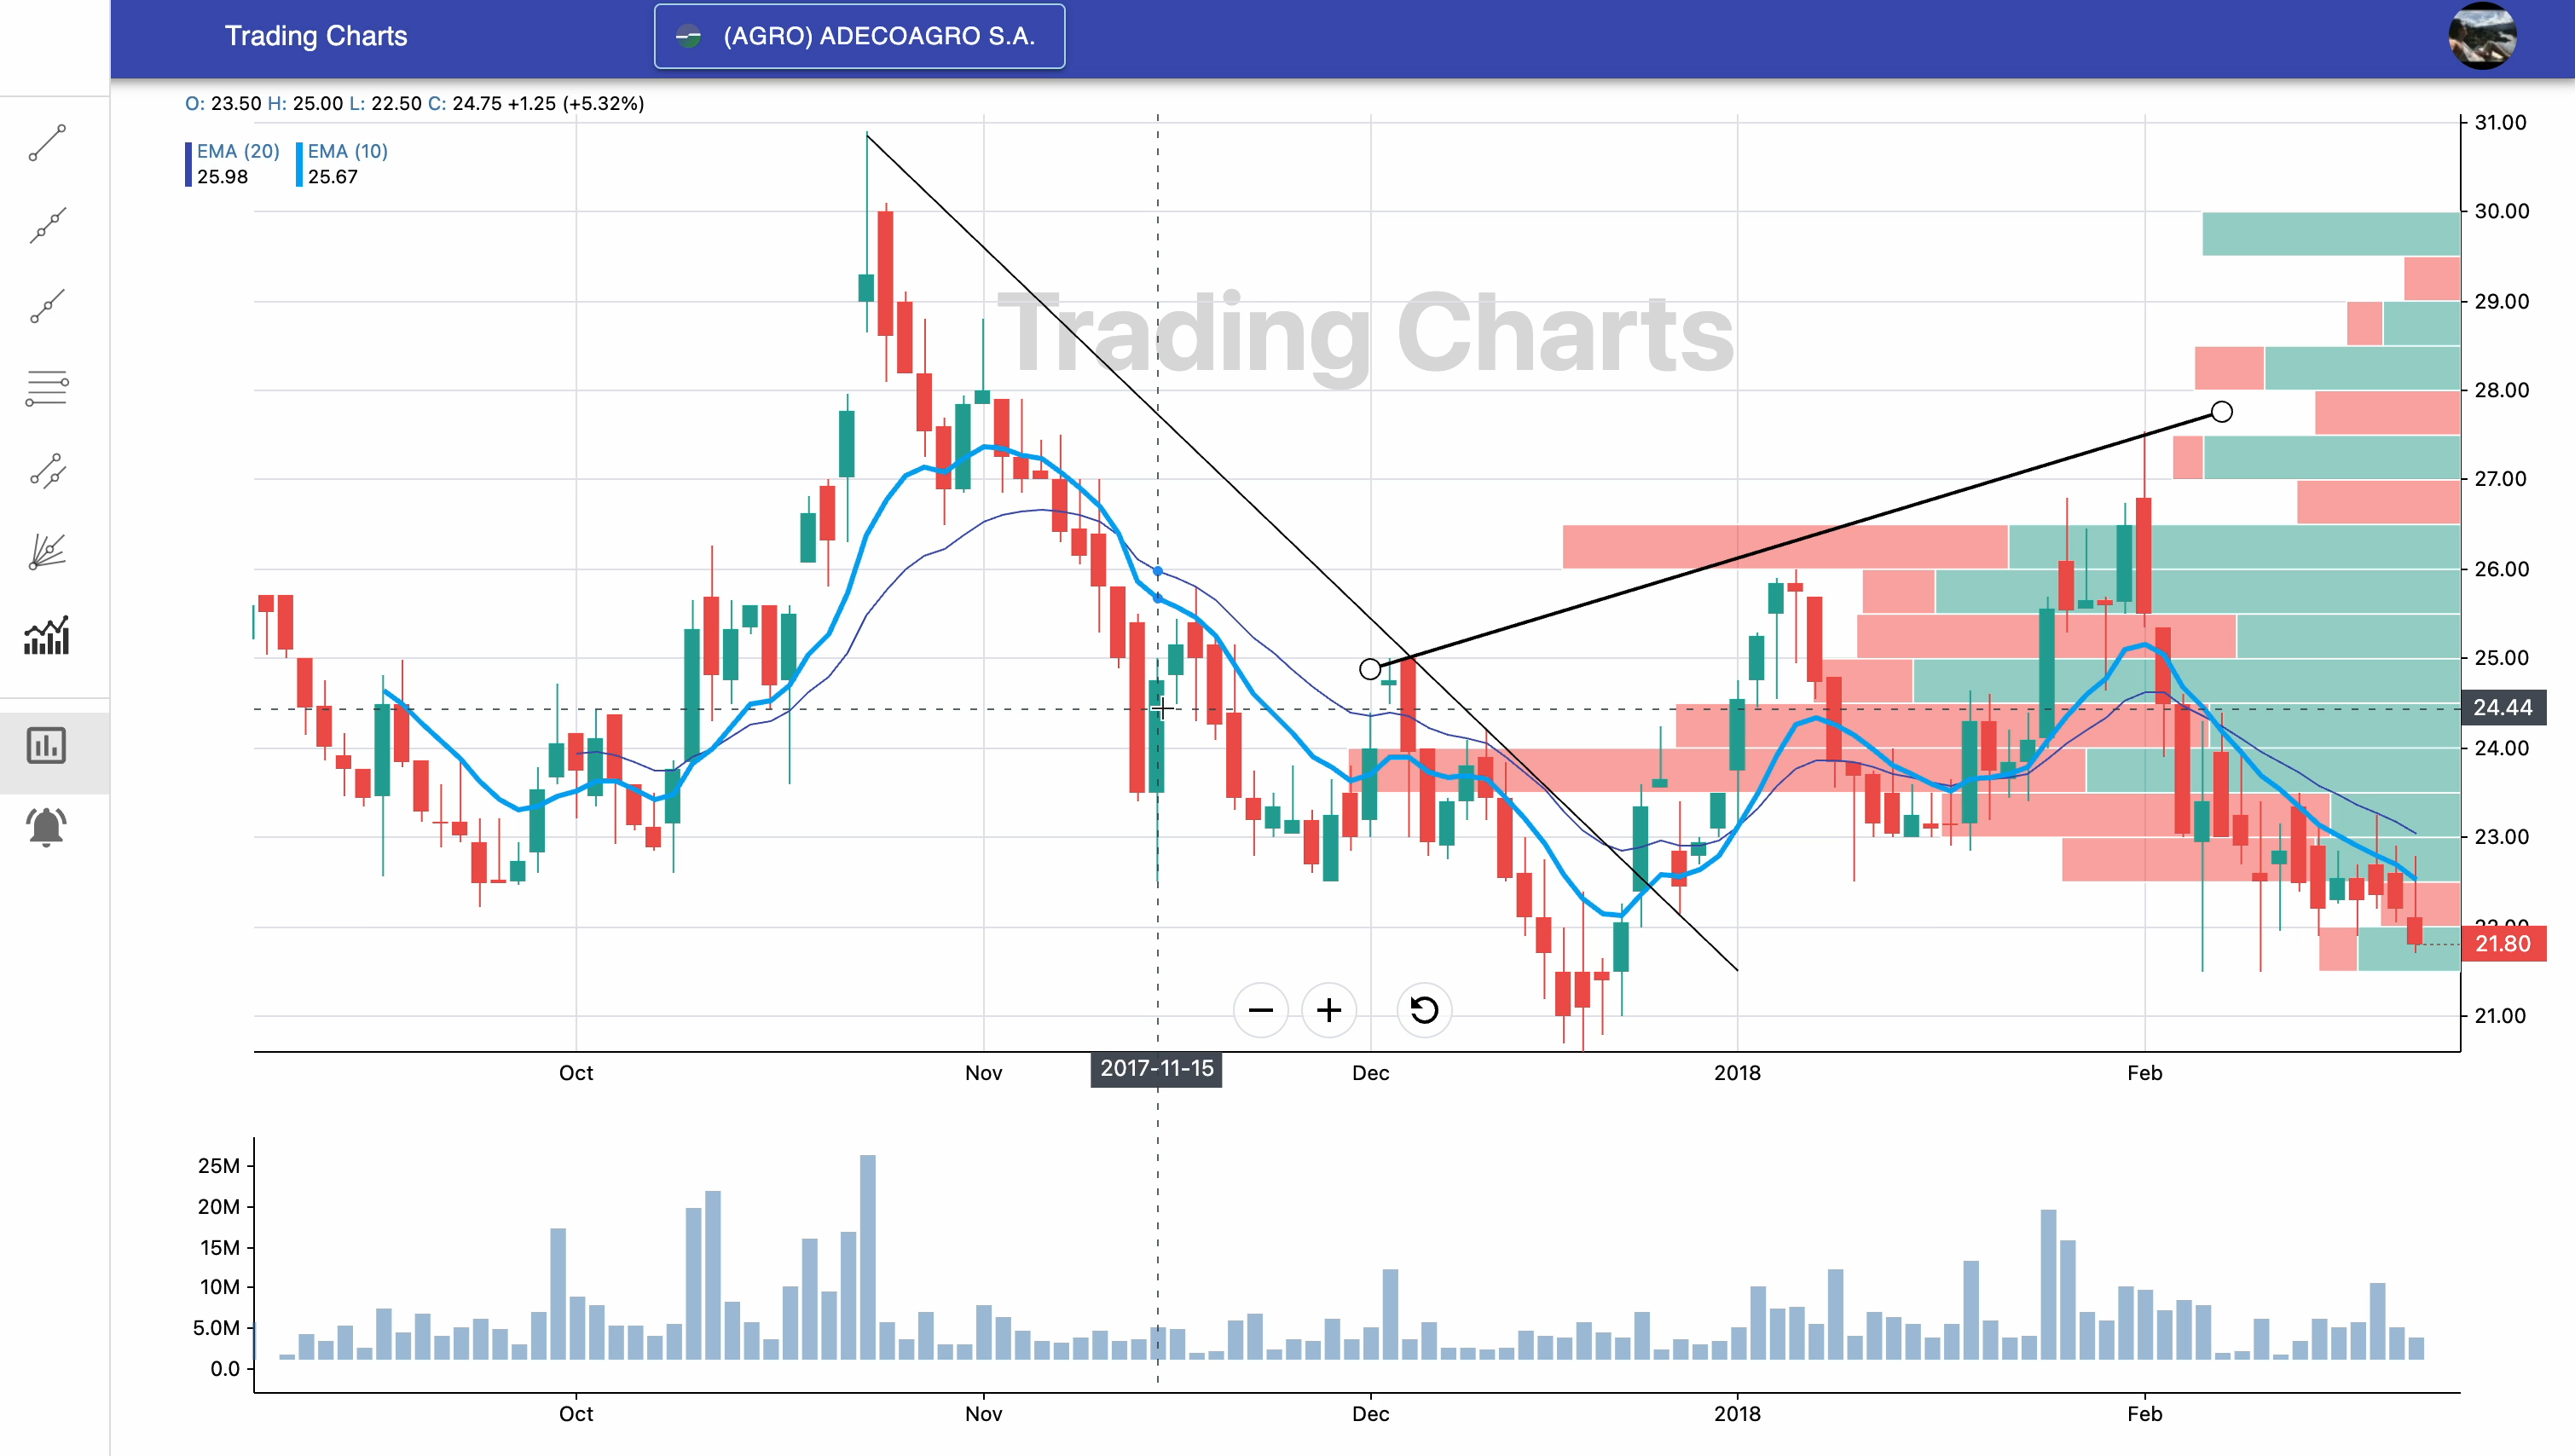 Trading Charts
(AGRO) ADECOAGRO S.A.
O: 23.50 H: 25.00 L: 22.50 C: 24.75 +1.25 (+5.32%)
EMA (20) EMA (10)
25.98 25.67
Trading Charts
31.00
30.00
29.00
28.00
27.00
26.00
25.00
24.44
24.00
23.00
22.00
21.80
21.00
Oct Nov 2017-11-15 Dec 2018 Feb
25M
20M
15M
10M
5.0M
0.0
Oct Nov Dec 2018 Feb